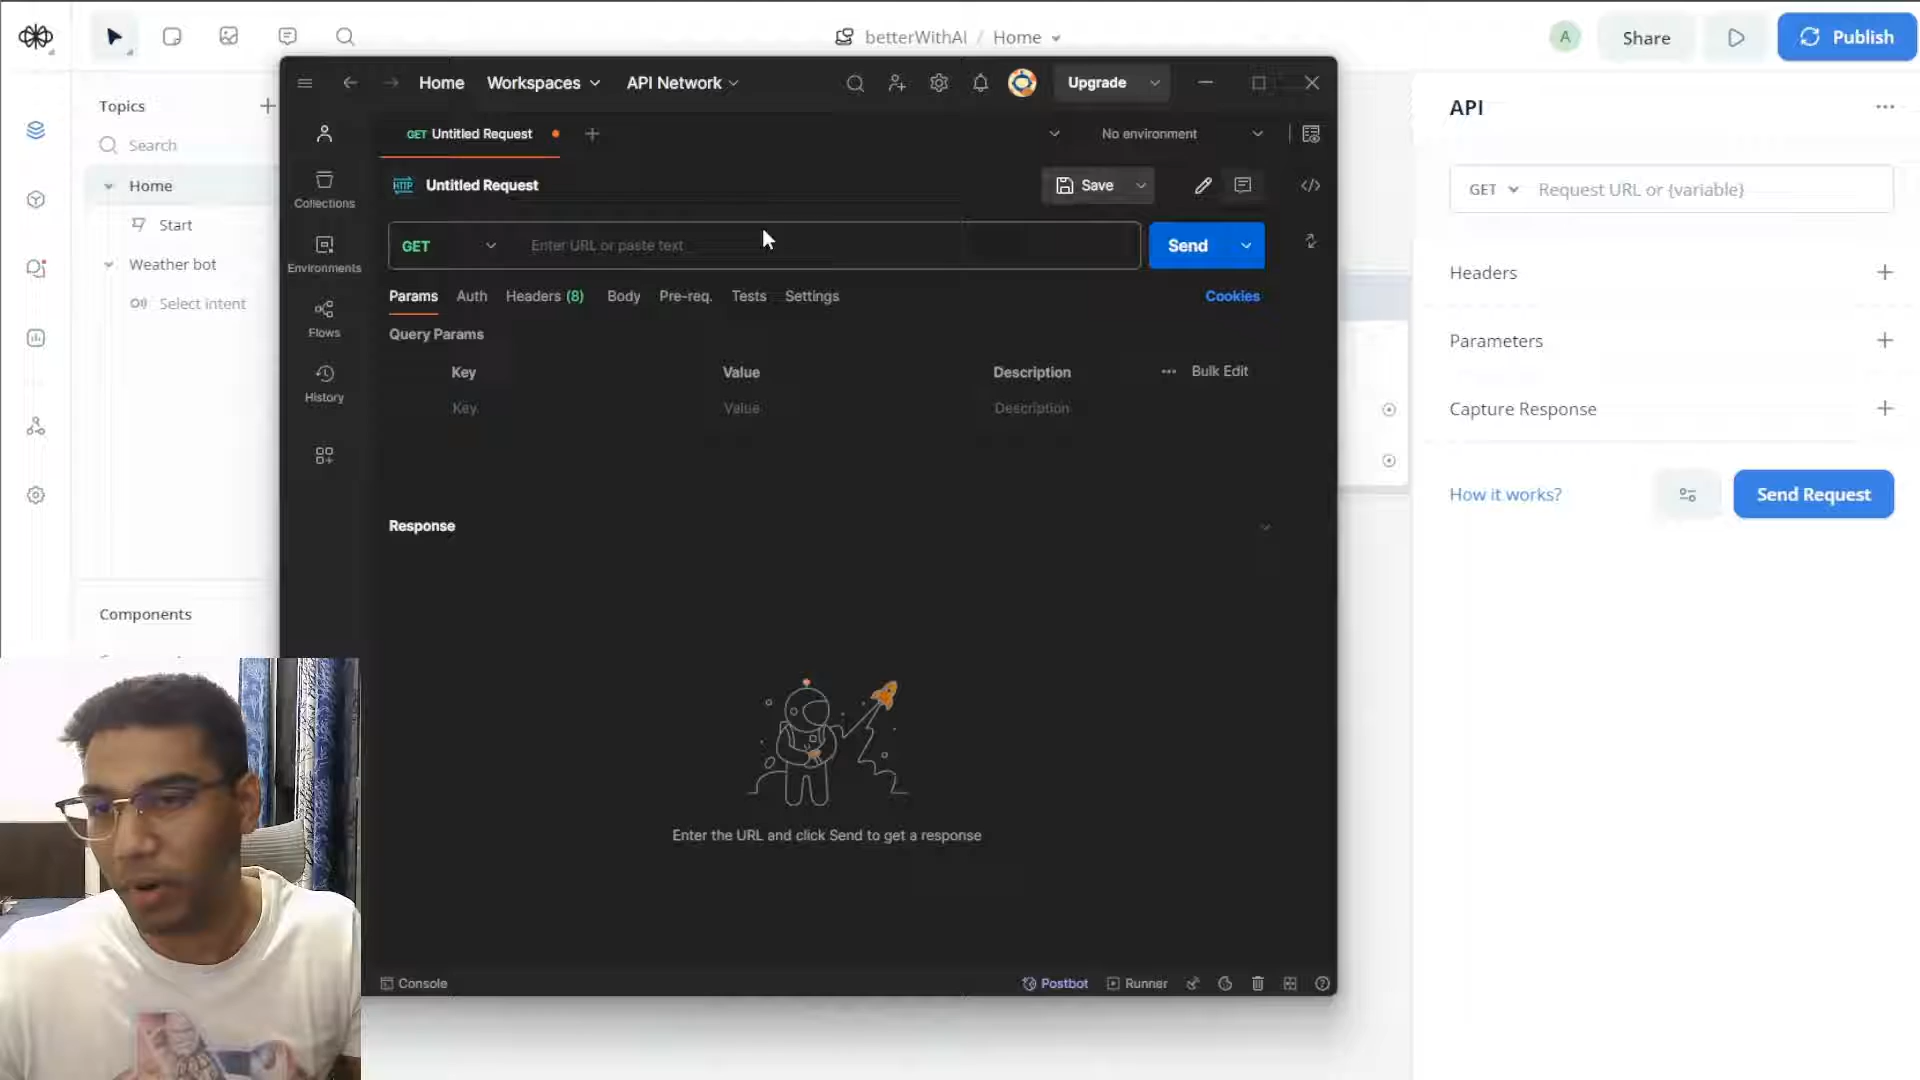 betterWithAI / Home
A
Share
Publish
Topics
Search
Home
Start
Weather bot
Select intent
Components
Home
Workspaces
API Network
Upgrade
GET Untitled Request
No environment
Collections
Environments
Flows
History
HTTP
Untitled Request
Save
GET
Enter URL or paste text
Send
Params
Auth
Headers (8)
Body
Pre-req.
Tests
Settings
Cookies
Query Params
Key
Value
Description
Bulk Edit
Key
Value
Description
Response
Enter the URL and click Send to get a response
Console
Postbot
Runner
API
GET
Request URL or {variable}
Headers
Parameters
Capture Response
How it works?
Send Request